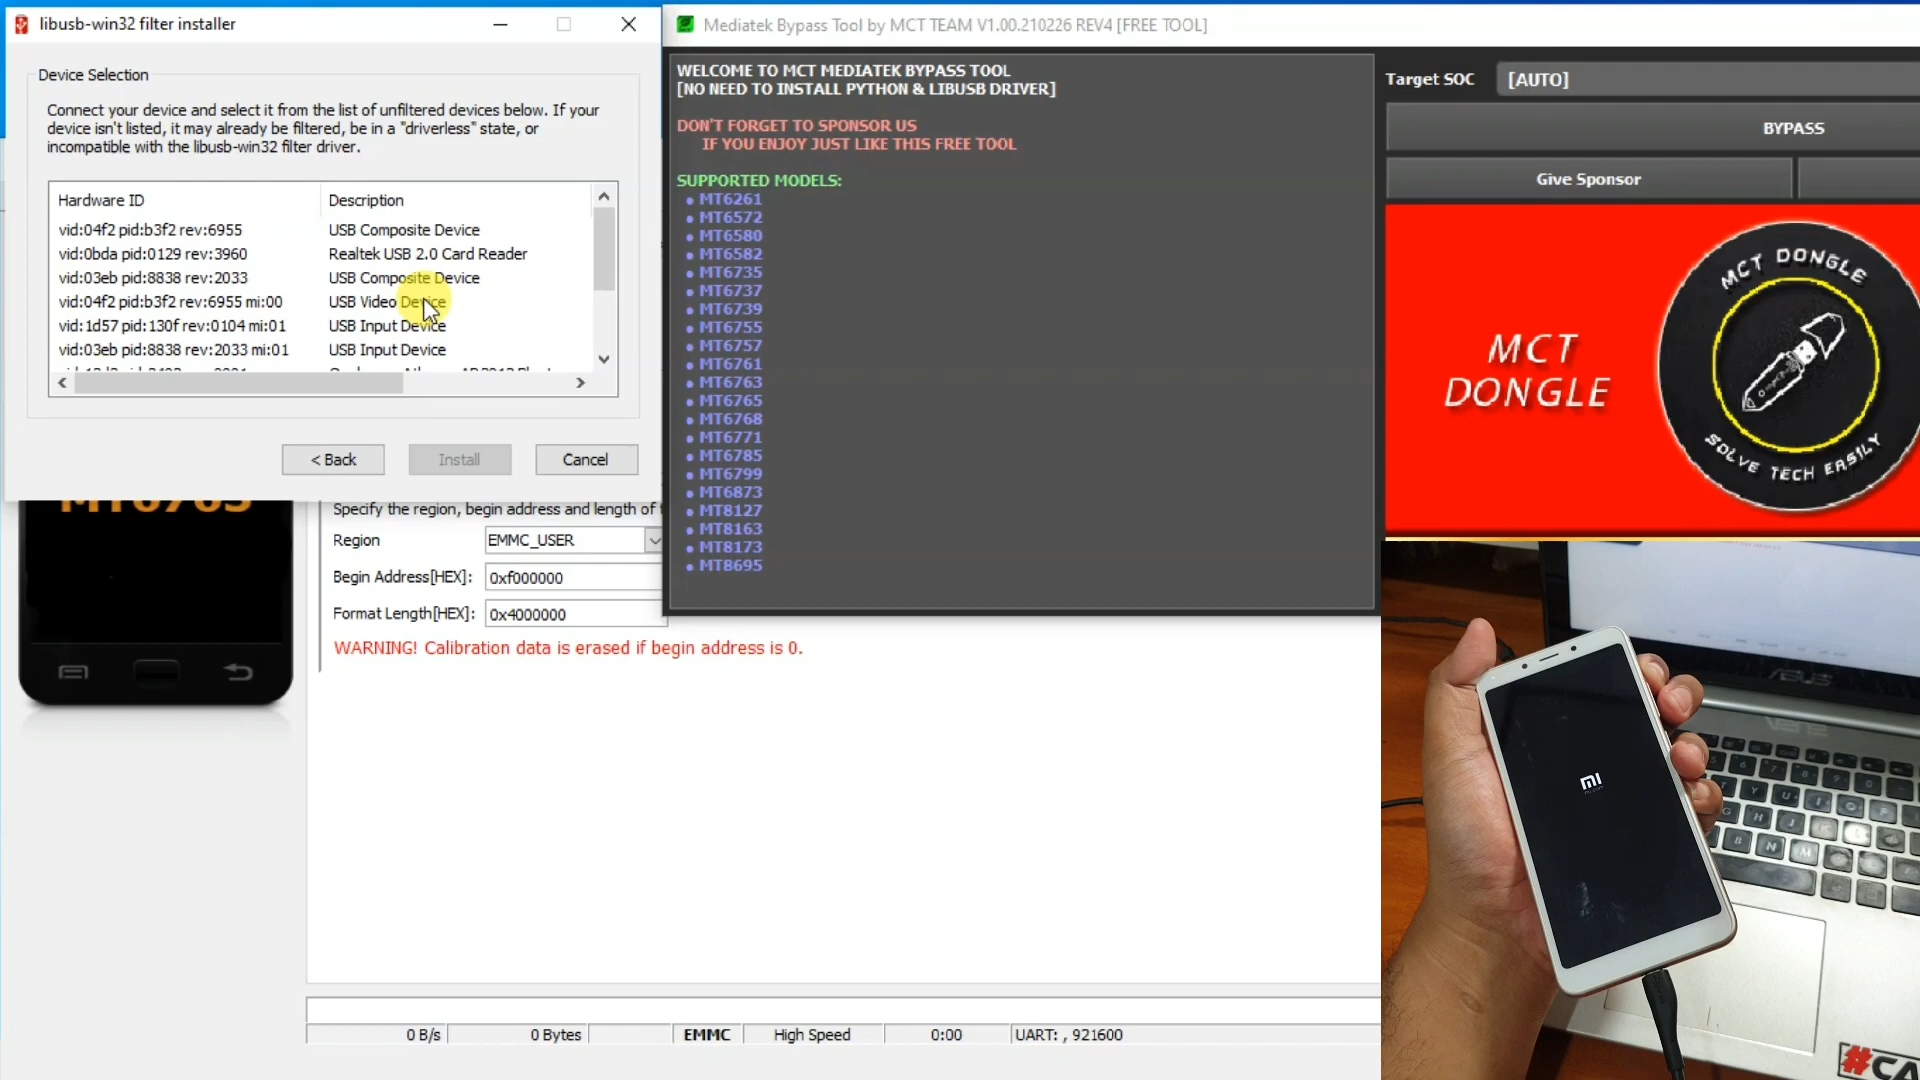 libusb-win32 filter installer
Device Selection
Connect your device and select it from the list of unfiltered devices below. If your
device isn't listed, it may already be filtered, be in a "driverless" state, or
incompatible with the libusb-win32 filter driver.
Hardware ID Description
vid:04f2 pid:b3f2 rev:6955 USB Composite Device
vid:0bda pid:0129 rev:3960 Realtek USB 2.0 Card Reader
vid:03eb pid:8838 rev:2033 USB Composite Device
vid:04f2 pid:b3f2 rev:6955 mi:00 USB Video Device
vid:1d57 pid:130f rev:0104 mi:01 USB Input Device
vid:03eb pid:8838 rev:2033 mi:01 USB Input Device
< Back Install Cancel
Specify the region, begin address and length of
Region EMMC_USER
Begin Address[HEX]: 0xf000000
Format Length[HEX]: 0x4000000
WARNING! Calibration data is erased if begin address is 0.
0 B/s 0 Bytes EMMC High Speed 0:00 UART: , 921600
Mediatek Bypass Tool by MCT TEAM V1.00.210226 REV4 [FREE TOOL]
WELCOME TO MCT MEDIATEK BYPASS TOOL
[NO NEED TO INSTALL PYTHON & LIBUSB DRIVER]
DON'T FORGET TO SPONSOR US
IF YOU ENJOY JUST LIKE THIS FREE TOOL
SUPPORTED MODELS:
• MT6261
• MT6572
• MT6580
• MT6582
• MT6735
• MT6737
• MT6739
• MT6755
• MT6757
• MT6761
• MT6763
• MT6765
• MT6768
• MT6771
• MT6785
• MT6799
• MT6873
• MT8127
• MT8163
• MT8173
• MT8695
Target SOC [AUTO]
BYPASS
Give Sponsor
MCT
DONGLE
MCT DONGLE
SOLVE TECH EASILY
ASUS
mi
#CA